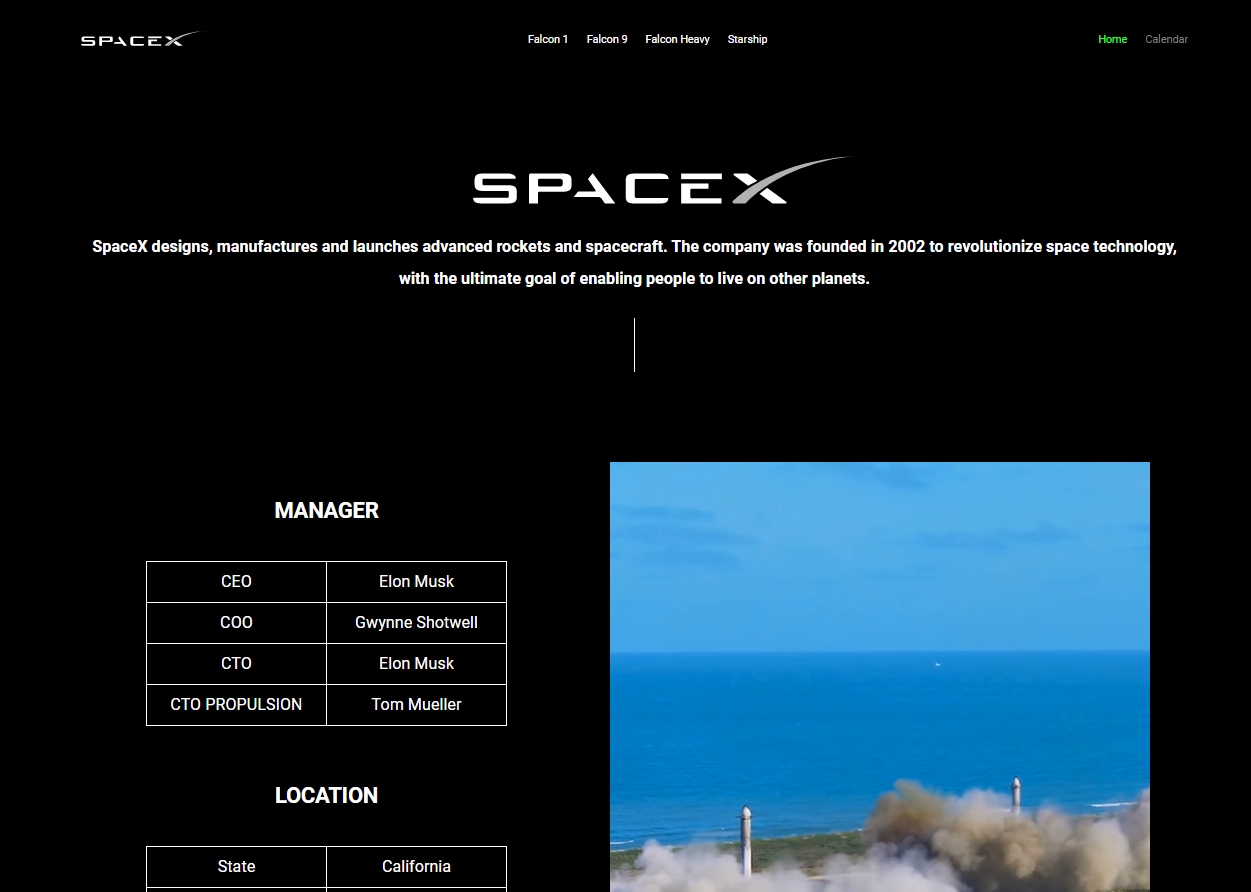 SPACEX
Falcon 1 Falcon 9 Falcon Heavy Starship
Home Calendar
SPACEX
SpaceX designs, manufactures and launches advanced rockets and spacecraft. The company was founded in 2002 to revolutionize space technology,
with the ultimate goal of enabling people to live on other planets.
MANAGER
CEO Elon Musk
COO Gwynne Shotwell
CTO Elon Musk
CTO PROPULSION Tom Mueller
LOCATION
State California